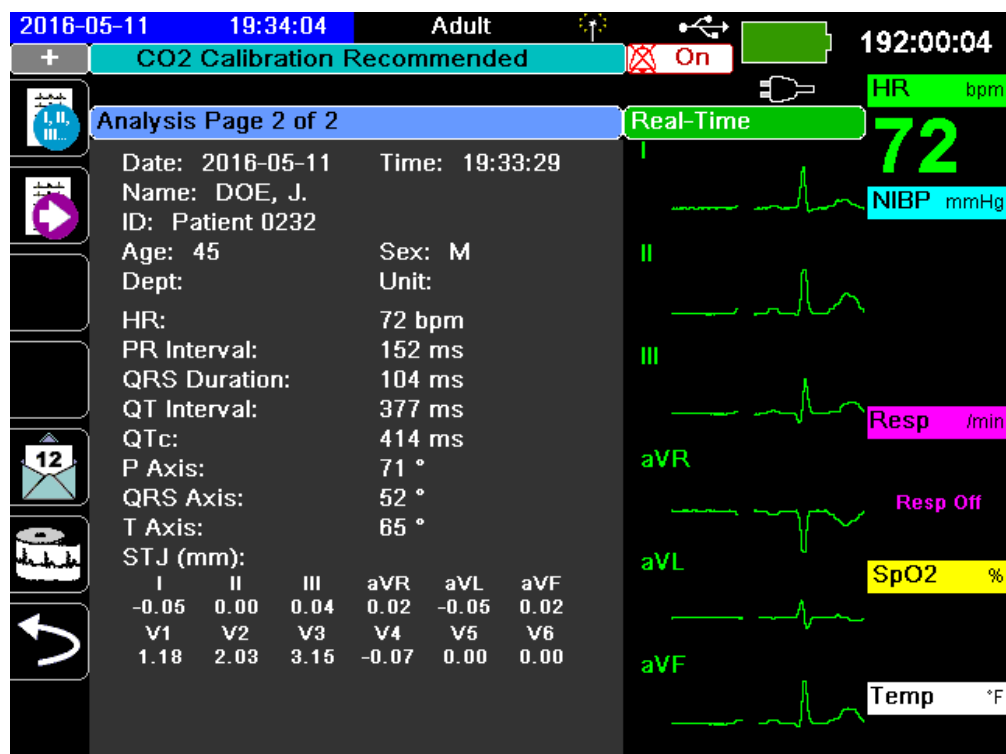 2016-05-11 19:34:04 Adult
192:00:04
+ CO2 Calibration Recommended On
HR bpm
72
I, II,
III...
Analysis Page 2 of 2 Real-Time
Date: 2016-05-11 Time: 19:33:29
Name: DOE, J.
ID: Patient 0232
Age: 45 Sex: M
Dept: Unit:
HR: 72 bpm
PR Interval: 152 ms
QRS Duration: 104 ms
QT Interval: 377 ms
QTc: 414 ms
P Axis: 71 °
QRS Axis: 52 °
T Axis: 65 °
STJ (mm):
I II III aVR aVL aVF
-0.05 0.00 0.04 0.02 -0.05 0.02
V1 V2 V3 V4 V5 V6
1.18 2.03 3.15 -0.07 0.00 0.00
12
I
II
III
aVR
aVL
aVF
NIBP mmHg
Resp /min
Resp Off
SpO2 %
Temp °F